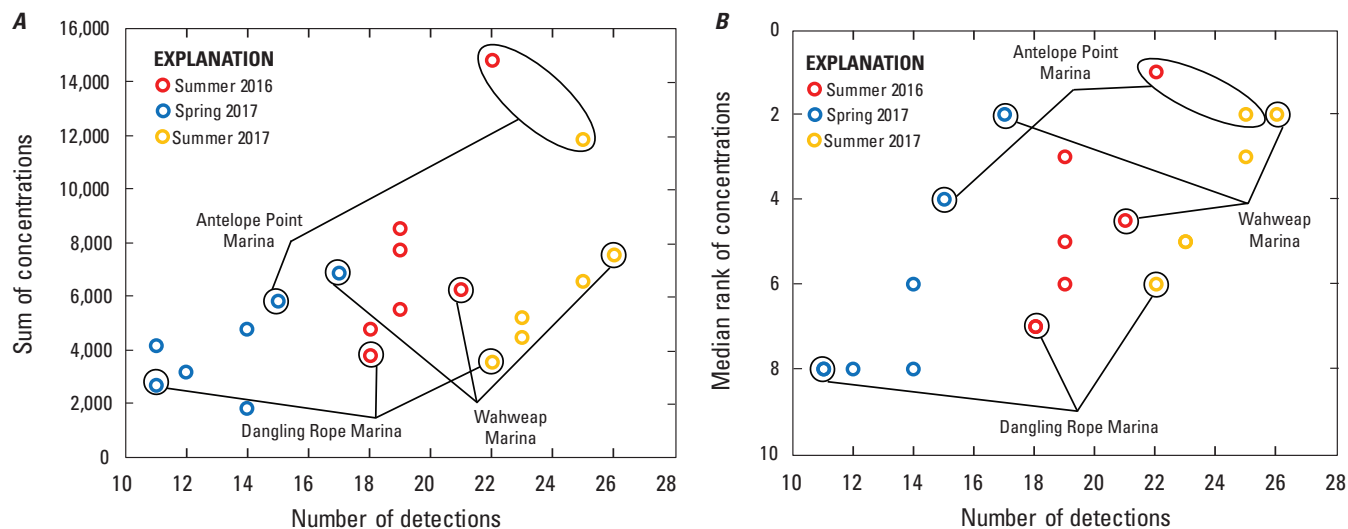 A
Sum of concentrations
16,000
14,000
12,000
10,000
8,000
6,000
4,000
2,000
0
EXPLANATION
Summer 2016
Spring 2017
Summer 2017
Antelope Point
Marina
Dangling Rope Marina
Wahweap
Marina
10 12 14 16 18 20 22 24 26 28
Number of detections
B
Median rank of concentrations
0
2
4
6
8
10
EXPLANATION
Summer 2016
Spring 2017
Summer 2017
Antelope Point
Marina
Wahweap
Marina
Dangling Rope Marina
10 12 14 16 18 20 22 24 26 28
Number of detections